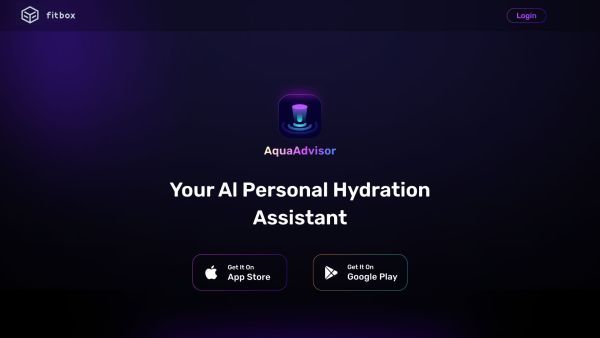 fitbox
Login
AquaAdvisor
Your AI Personal Hydration
Assistant
Get It On
App Store
Get It On
Google Play